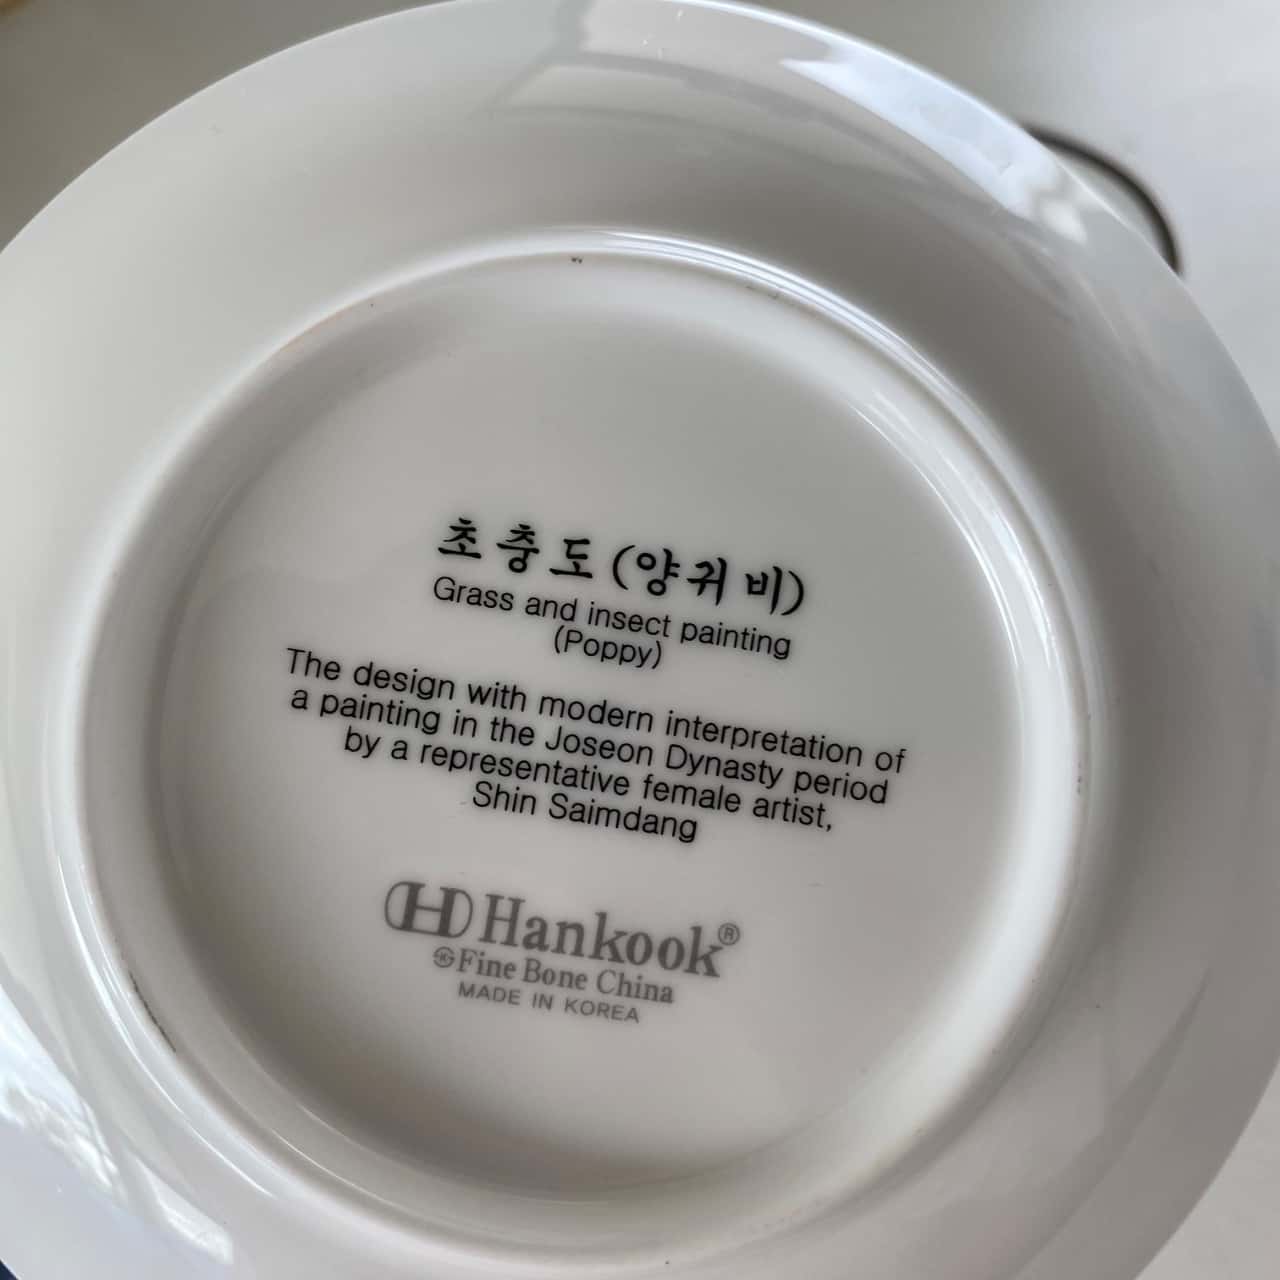 초충도(양귀비)
Grass and insect painting
(Poppy)
The design with modern interpretation of
a painting in the Joseon Dynasty period
by a representative female artist,
Shin Saimdang
Hankook®
Fine Bone China
MADE IN KOREA